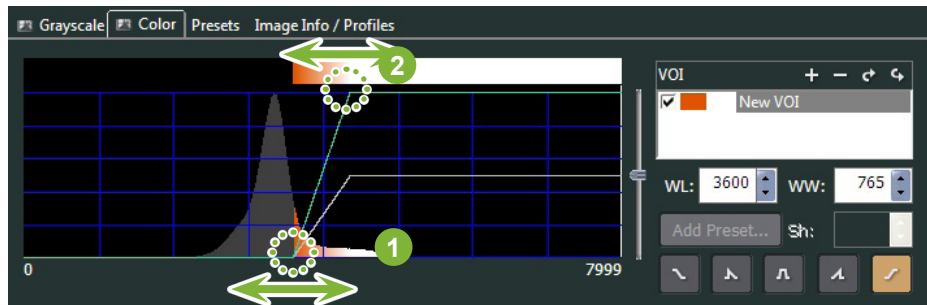 Grayscale Color Presets Image Info / Profiles
2
VOI + −
New VOI
WL: 3600 WW: 765
Add Preset... Sh:
1
0 7999